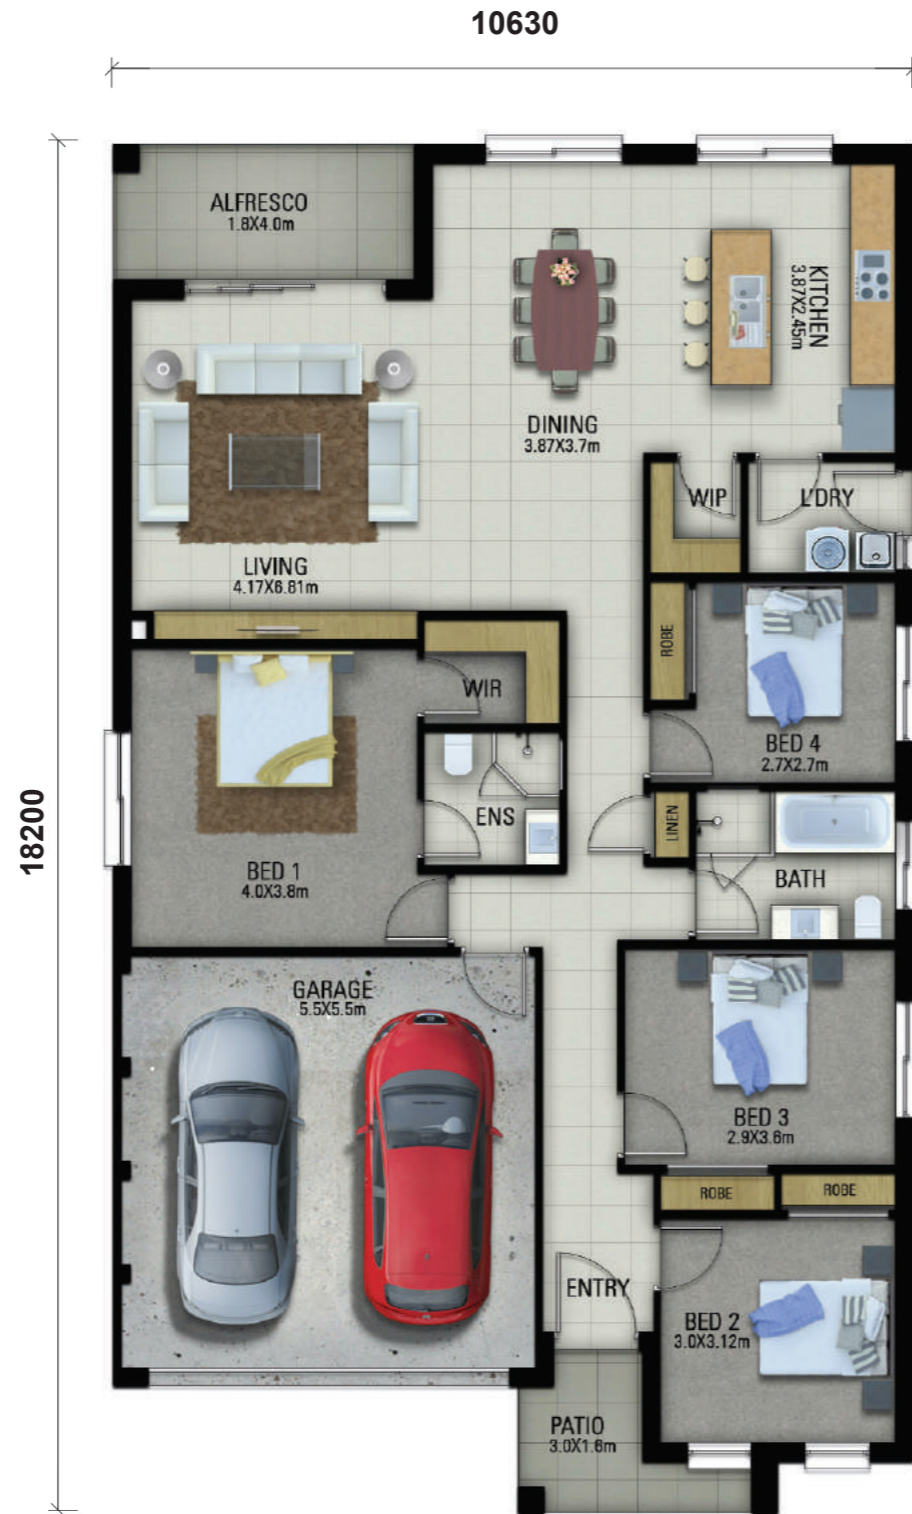 10630
ALFRESCO
1.8X4.0m
KITCHEN
3.87X2.45m
DINING
3.87X3.7m
WIP
L'DRY
LIVING
4.17X6.81m
ROBE
WIR
BED 4
2.7X2.7m
18200
ENS
LINEN
BED 1
4.0X3.8m
BATH
GARAGE
5.5X5.5m
BED 3
2.9X3.6m
ROBE
ROBE
ENTRY
BED 2
3.0X3.12m
PATIO
3.0X1.6m